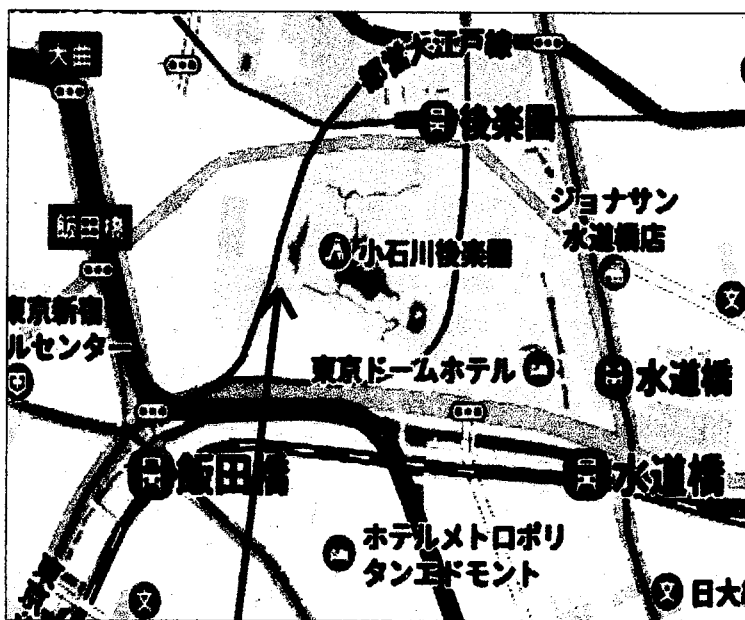 大曲
都営大江戸線
後楽園
ジョナサン
水道橋店
飯田橋
小石川後楽園
文
東京新宿
ルセンター
東京ドームホテル
水道橋
飯田橋
水道橋
ホテルメトロポリ
タンエドモント
文
文
日大